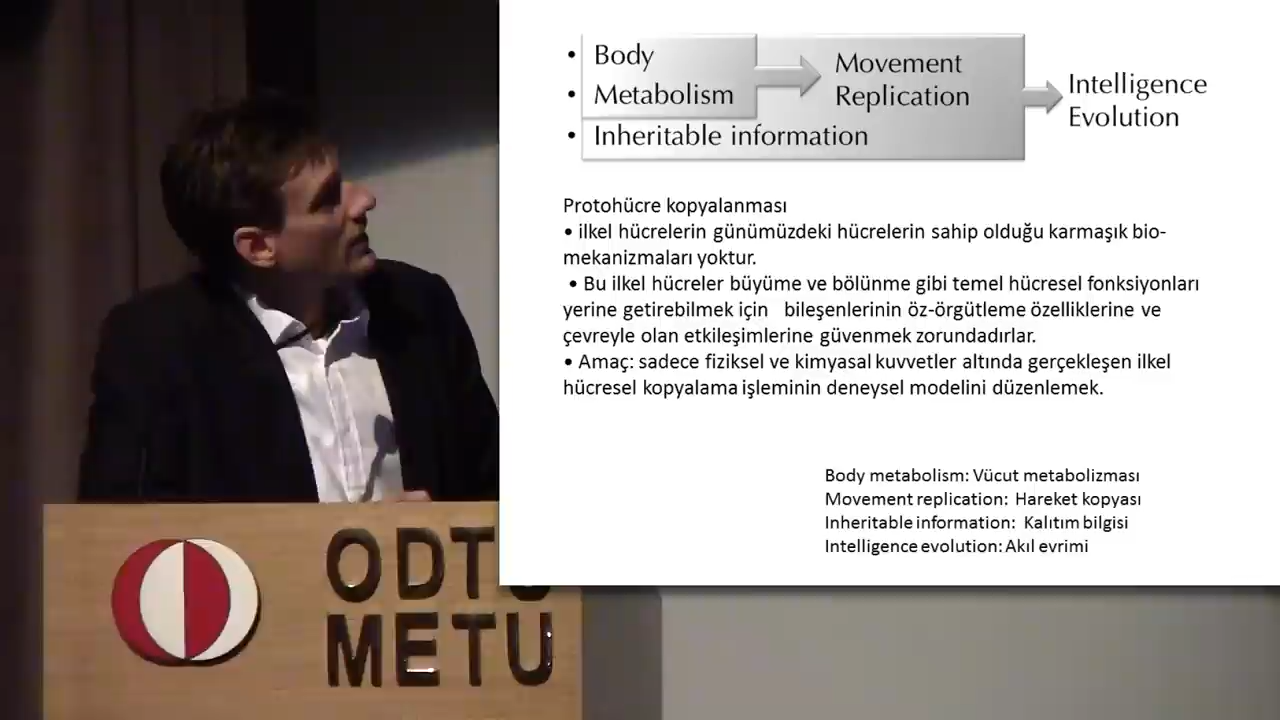 • Body
• Metabolism
• Inheritable information
Movement
Replication
Intelligence
Evolution
Protohücre kopyalanması
• ilkel hücrelerin günümüzdeki hücrelerin sahip olduğu karmaşık bio-
mekanizmaları yoktur.
• Bu ilkel hücreler büyüme ve bölünme gibi temel hücresel fonksiyonları
yerine getirebilmek için bileşenlerinin öz-örgütleme özelliklerine ve
çevreyle olan etkileşimlerine güvenmek zorundadırlar.
• Amaç: sadece fiziksel ve kimyasal kuvvetler altında gerçekleşen ilkel
hücresel kopyalama işleminin deneysel modelini düzenlemek.
Body metabolism: Vücut metabolizması
Movement replication: Hareket kopyası
Inheritable information: Kalıtım bilgisi
Intelligence evolution: Akıl evrimi
ODTÜ
METU